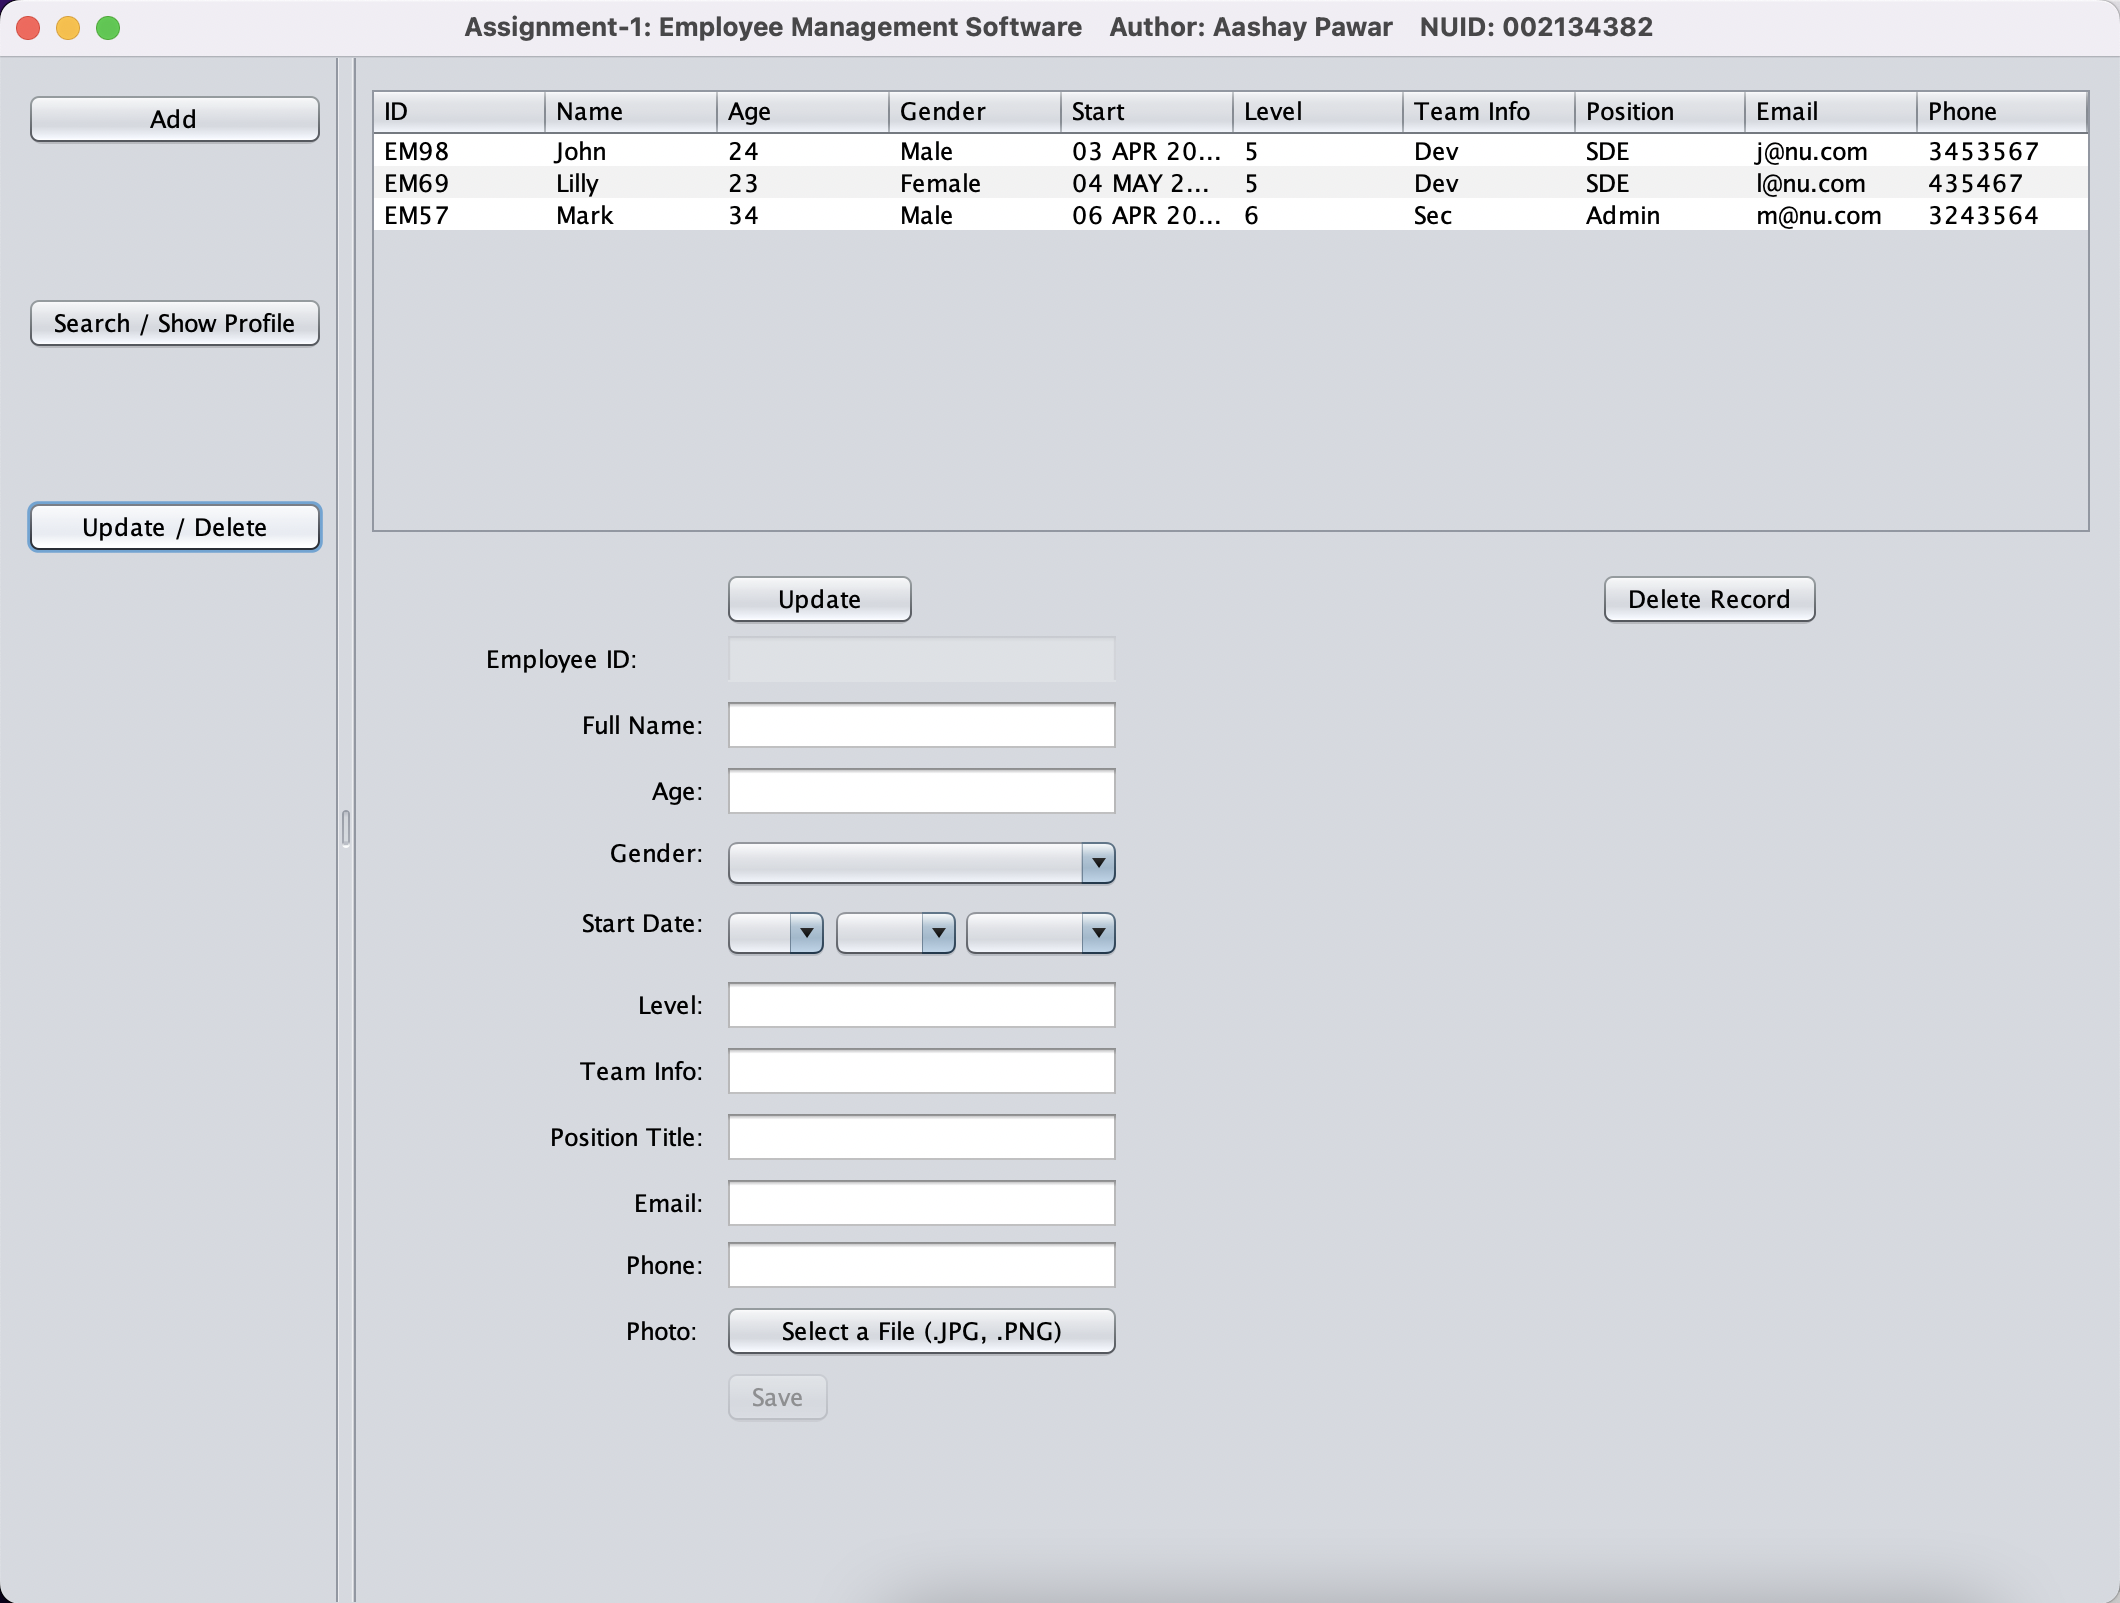 Assignment-1: Employee Management Software Author: Aashay Pawar NUID: 002134382
Add
Search / Show Profile
Update / Delete
ID Name Age Gender Start Level Team Info Position Email Phone
EM98 John 24 Male 03 APR 20... 5 Dev SDE j@nu.com 3453567
EM69 Lilly 23 Female 04 MAY 2... 5 Dev SDE l@nu.com 435467
EM57 Mark 34 Male 06 APR 20... 6 Sec Admin m@nu.com 3243564
Update Delete Record
Employee ID:
Full Name:
Age:
Gender:
Start Date:
Level:
Team Info:
Position Title:
Email:
Phone:
Photo: Select a File (.JPG, .PNG)
Save